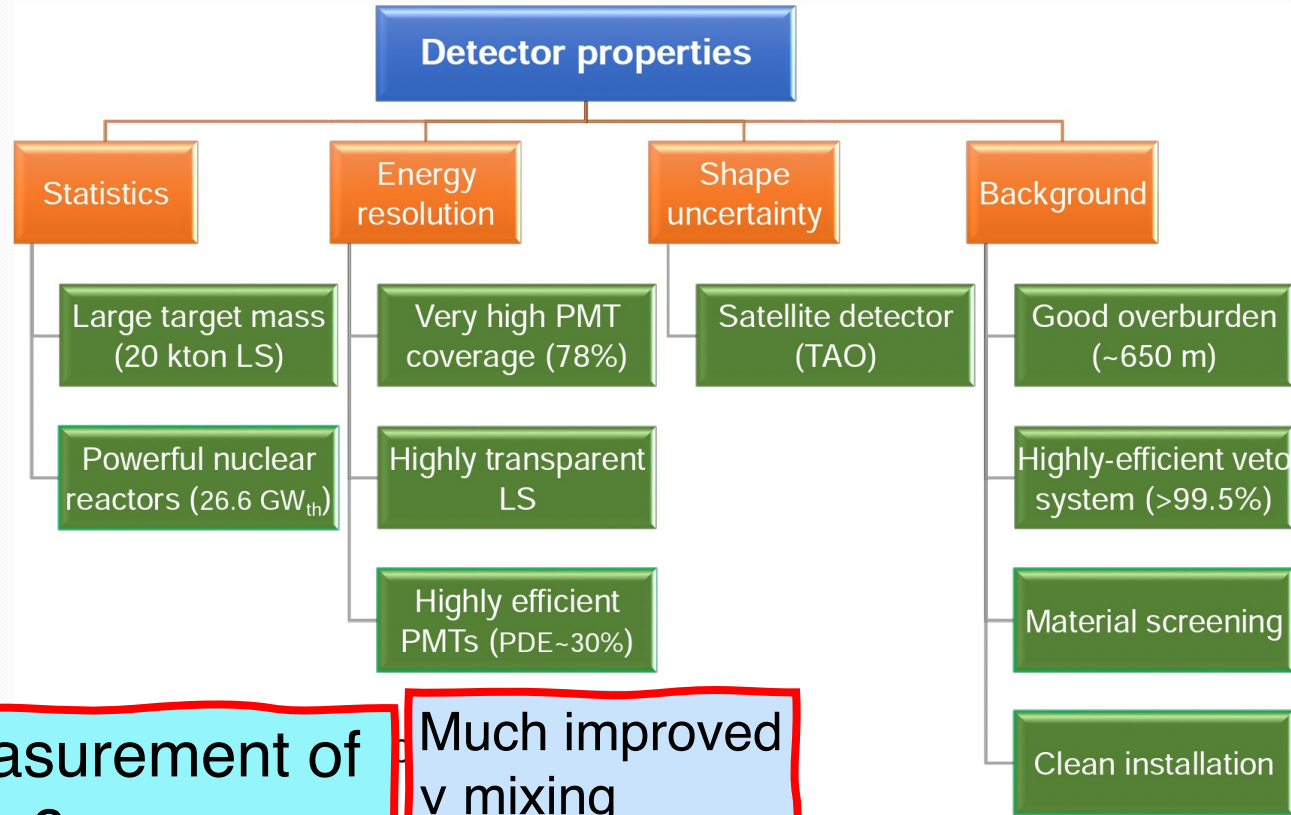 Detector properties
Statistics
Energy
resolution
Shape
uncertainty
Background
Large target mass
(20 kton LS)
Powerful nuclear
reactors (26.6 GWth)
Very high PMT
coverage (78%)
Highly transparent
LS
Highly efficient
PMTs (PDE~30%)
Satellite detector
(TAO)
Good overburden
(~650 m)
Highly-efficient veto
system (>99.5%)
Material screening
Clean installation
asurement of
Much improved
ν mixing